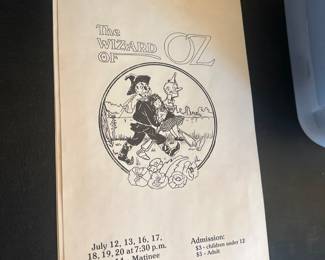 The
WIZARD
OF
OZ
July 12, 13, 16, 17,
18, 19, 20 at 7:30 p.m.
Matinee
Admission:
$3 - children under 12
Adult